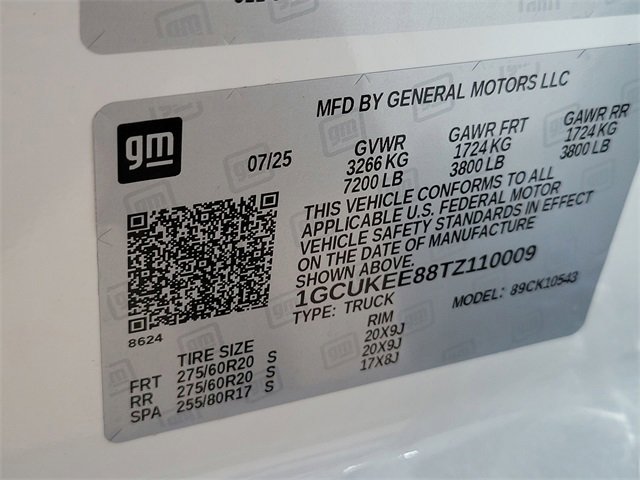 MFD BY GENERAL MOTORS LLC
gm
07/25
GVWR GAWR FRT GAWR RR
3266 KG 1724 KG 1724 KG
7200 LB 3800 LB 3800 LB
THIS VEHICLE CONFORMS TO ALL
APPLICABLE U.S. FEDERAL MOTOR
VEHICLE SAFETY STANDARDS IN EFFECT
ON THE DATE OF MANUFACTURE
SHOWN ABOVE.
1GCUKEE88TZ110009
TYPE: TRUCK MODEL: 89CK10543
8624
TIRE SIZE RIM
FRT 275/60R20 S 20X9J
RR 275/60R20 S 20X9J
SPA 255/80R17 S 17X8J